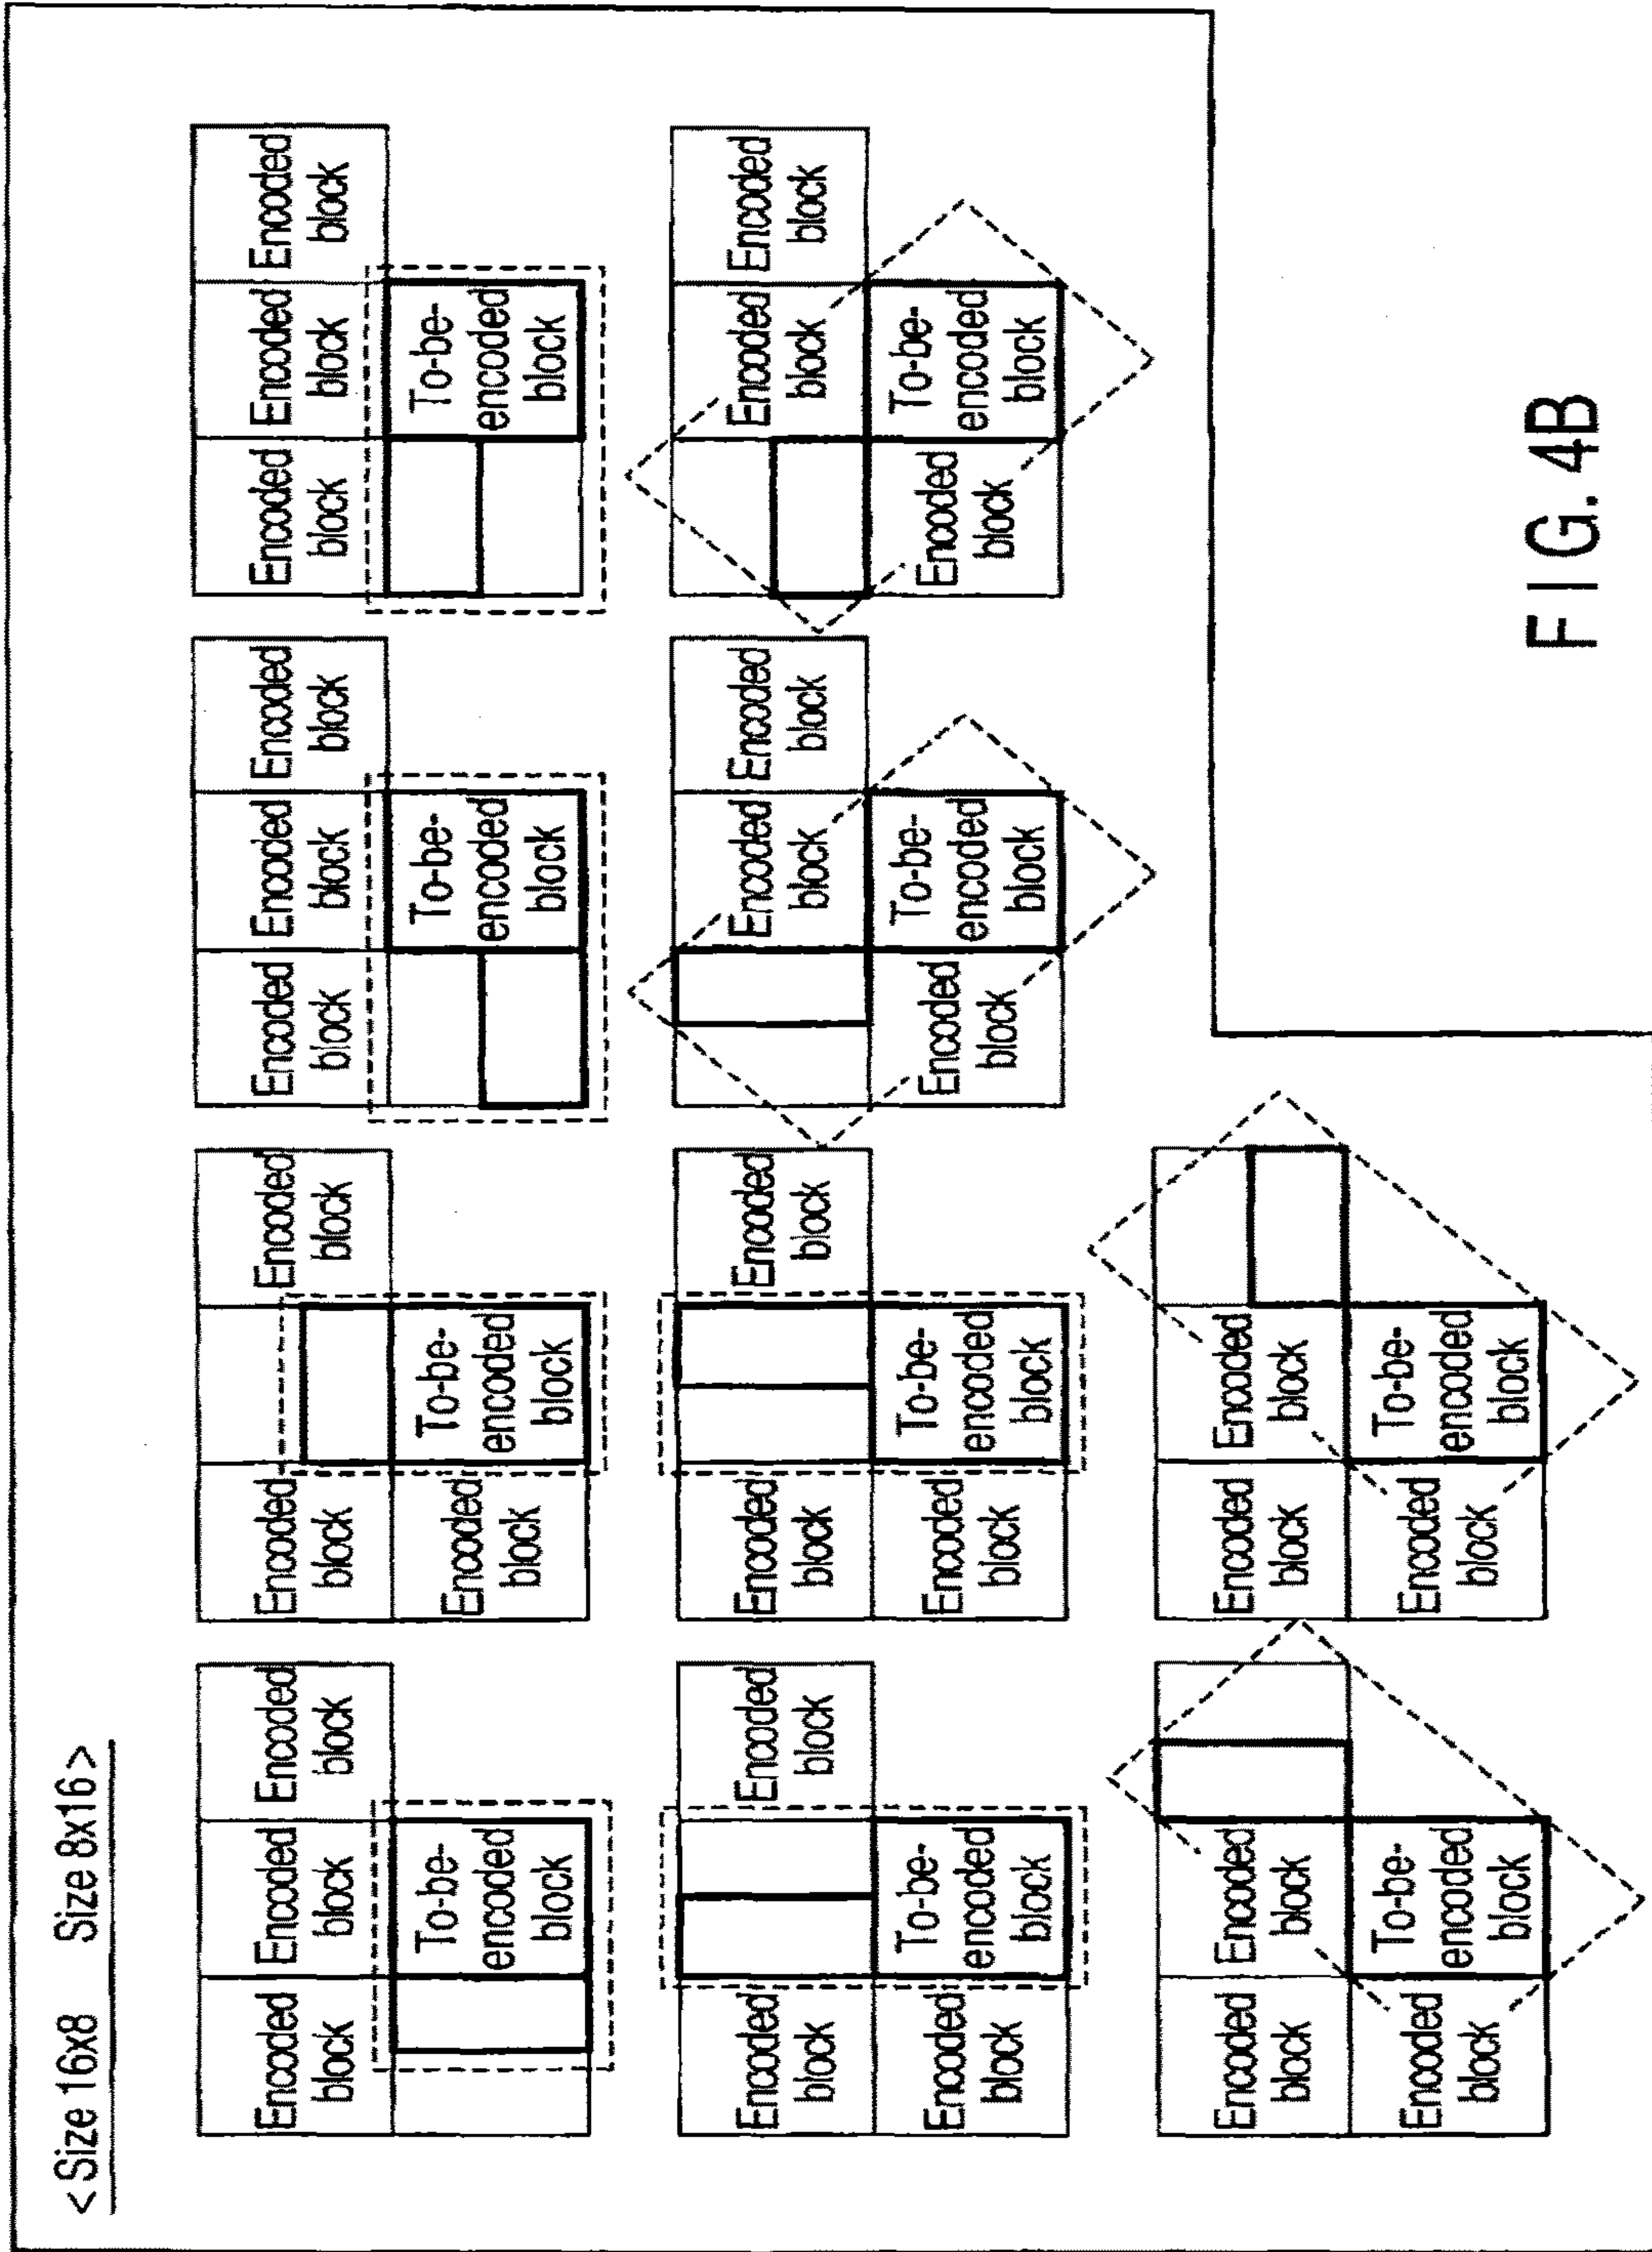 < Size 16x8 Size 8x16 >
Encoded Encoded Encoded
block block block
To-be-
encoded
block
Encoded Encoded
block block
To-be-
Encoded encoded
block block
Encoded Encoded Encoded
block block block
To-be-
encoded
block
Encoded Encoded Encoded
block block block
To-be-
encoded
block
Encoded Encoded
block block
To-be-
Encoded encoded
block block
Encoded Encoded
block block
To-be-
Encoded encoded
block block
Encoded Encoded
block block
To-be-
Encoded encoded
block block
Encoded Encoded
block block
To-be-
Encoded encoded
block block
Encoded Encoded
block block
To-be-
Encoded encoded
block block
Encoded Encoded
block block
To-be-
Encoded encoded
block block
FIG. 4B